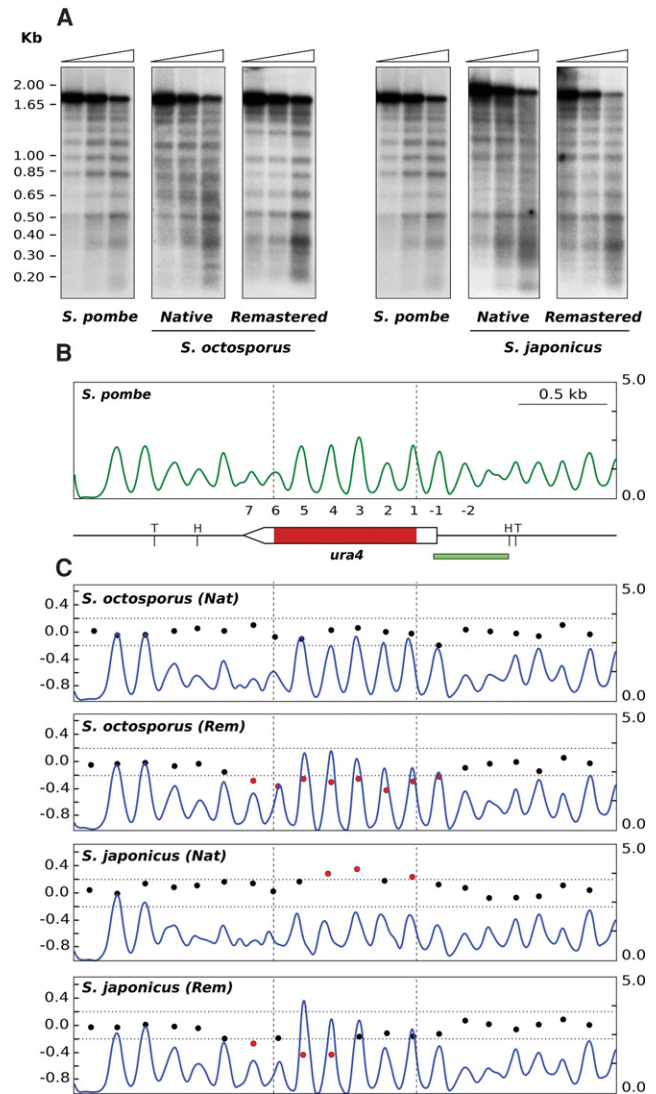 A
Kb
2.00
1.65
1.00
0.85
0.65
0.50
0.40
0.30
0.20
S. pombe Native Remastered S. pombe Native Remastered
S. octosporus S. japonicus
B
S. pombe
0.5 kb
5.0
0.0
7 6 5 4 3 2 1 -1 -2
T H H T
ura4
C
S. octosporus (Nat)
0.4
0.0
-0.4
-0.8
5.0
0.0
S. octosporus (Rem)
0.4
0.0
-0.4
-0.8
5.0
0.0
S. japonicus (Nat)
0.4
0.0
-0.4
-0.8
5.0
0.0
S. japonicus (Rem)
0.4
0.0
-0.4
-0.8
5.0
0.0